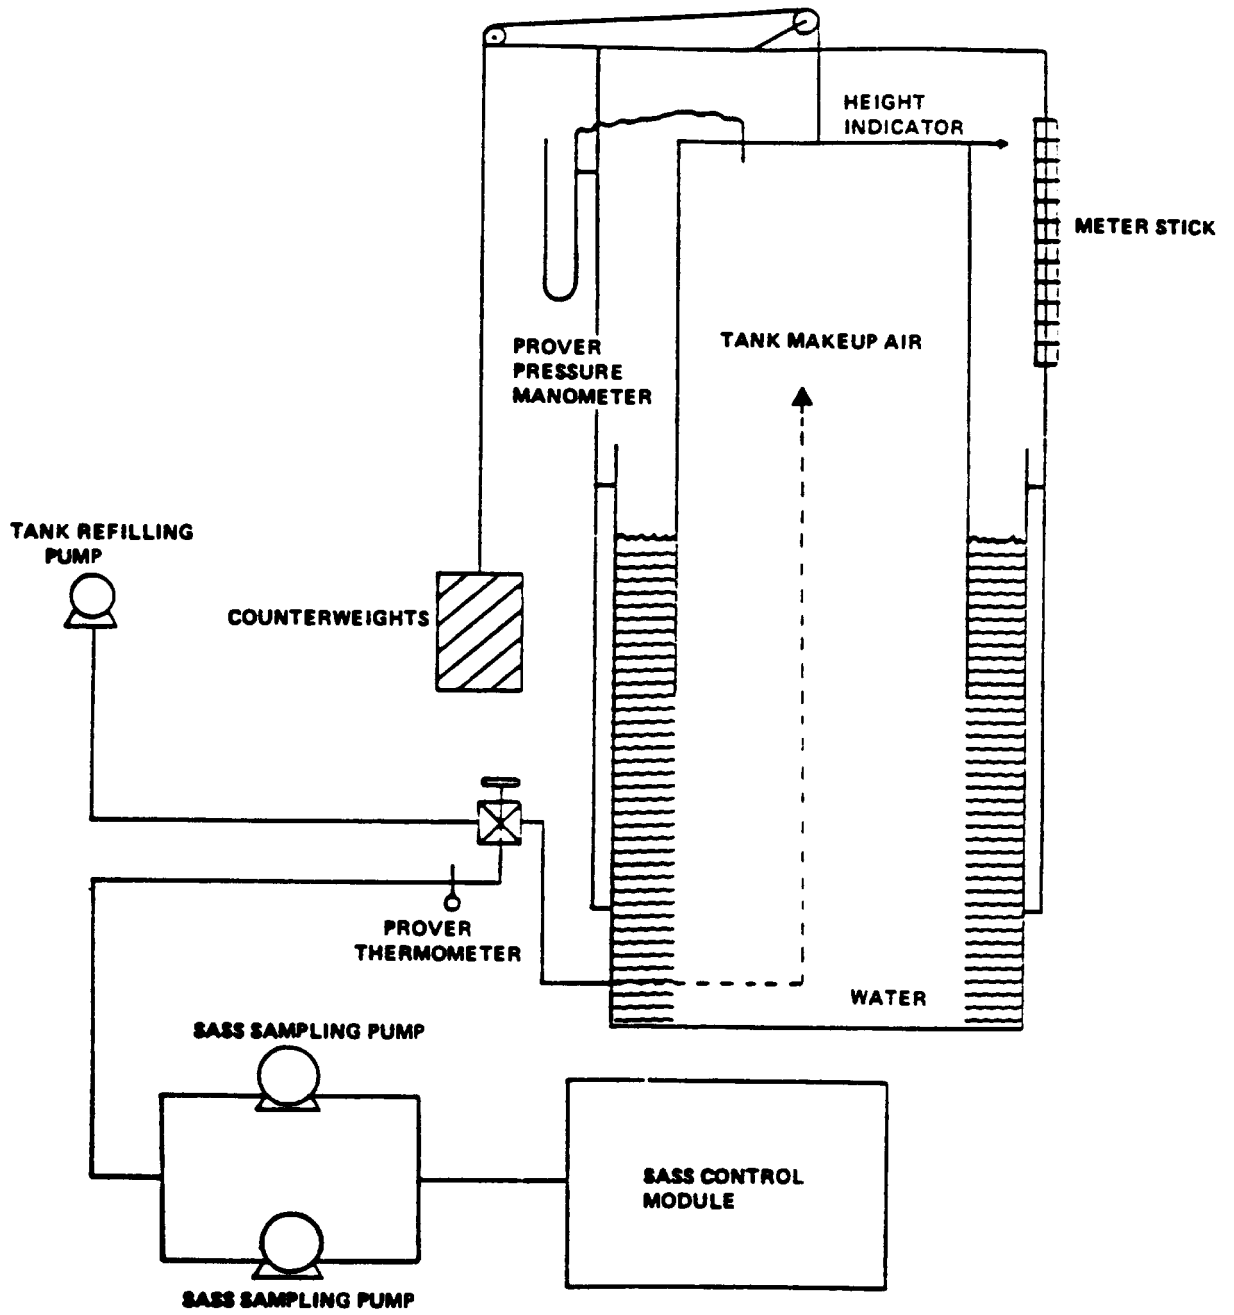 HEIGHT
INDICATOR
METER STICK
TANK MAKEUP AIR
PROVER
PRESSURE
MANOMETER
TANK REFILLING
PUMP
COUNTERWEIGHTS
PROVER
THERMOMETER
WATER
SASS SAMPLING PUMP
SASS CONTROL
MODULE
SASS SAMPLING PUMP